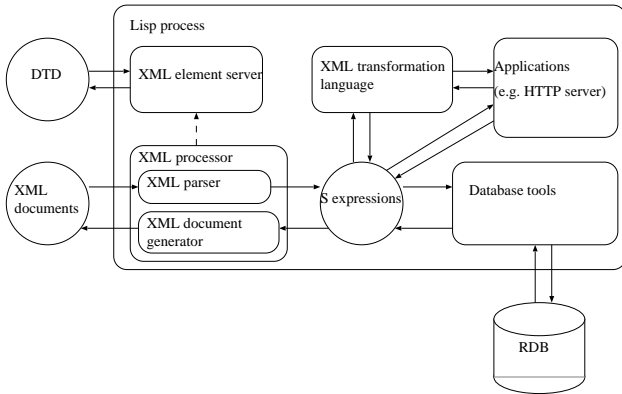 Lisp process
DTD
XML element server
XML transformation
language
Applications
(e.g. HTTP server)
XML processor
XML parser
XML
documents
XML document
generator
S expressions
Database tools
RDB